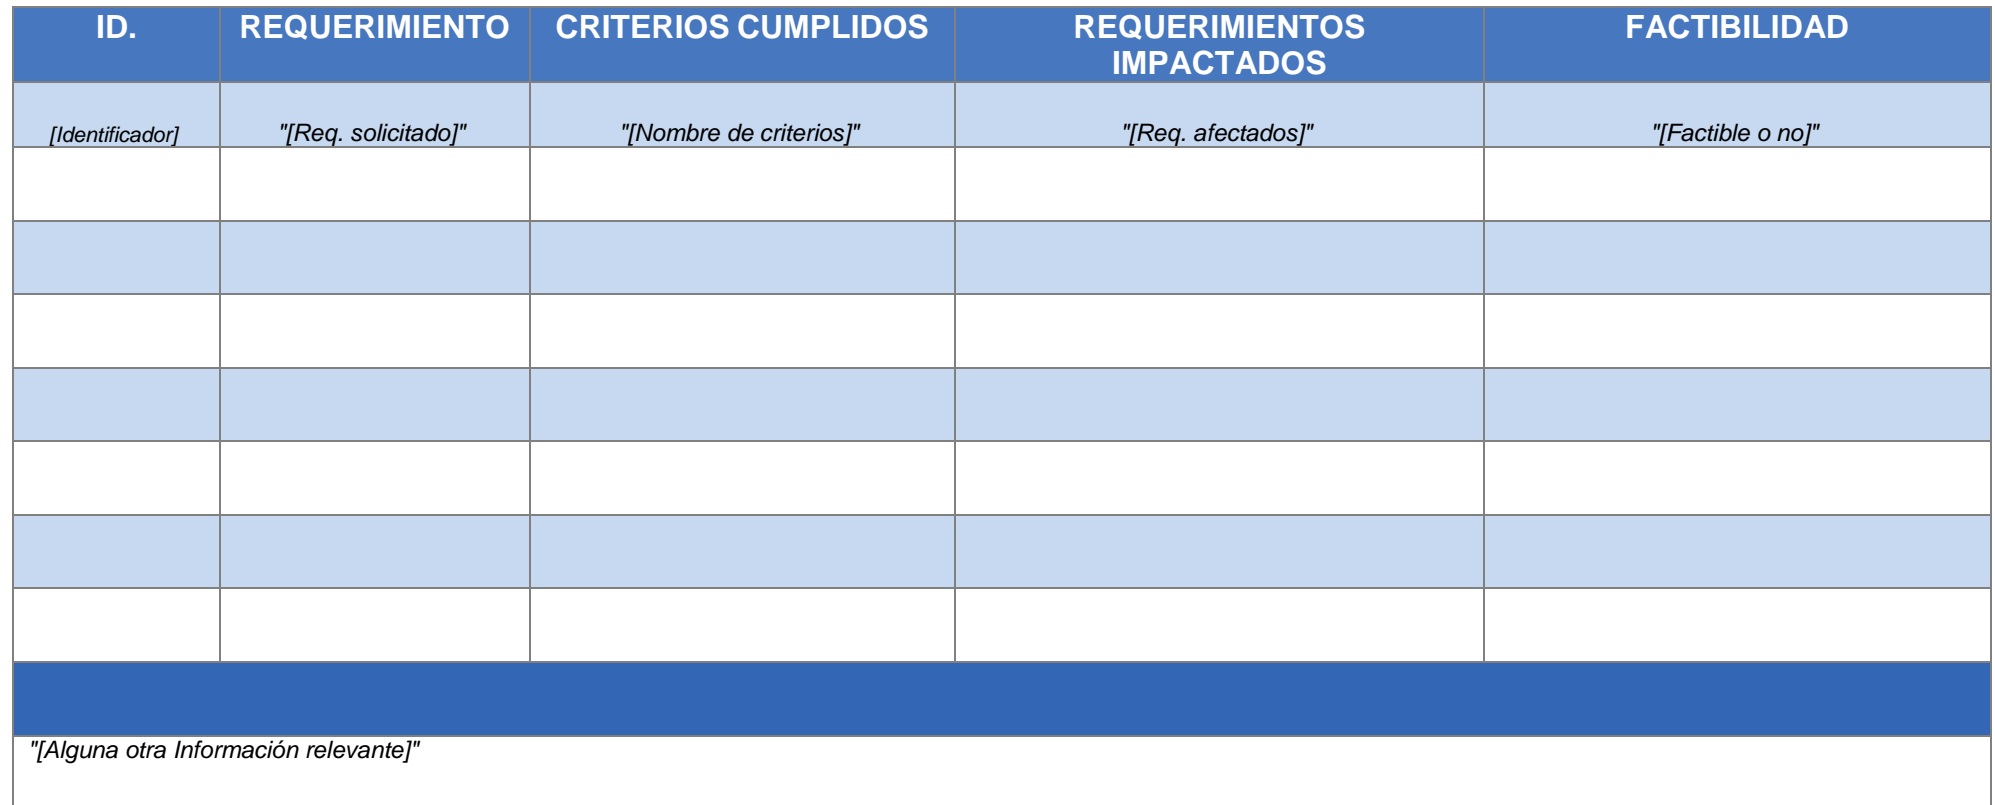 ID.
REQUERIMIENTO
CRITERIOS CUMPLIDOS
REQUERIMIENTOS
IMPACTADOS
FACTIBILIDAD
[Identificador]
"[Req. solicitado]"
"[Nombre de criterios]"
"[Req. afectados]"
"[Factible o no]"
"[Alguna otra Información relevante]"